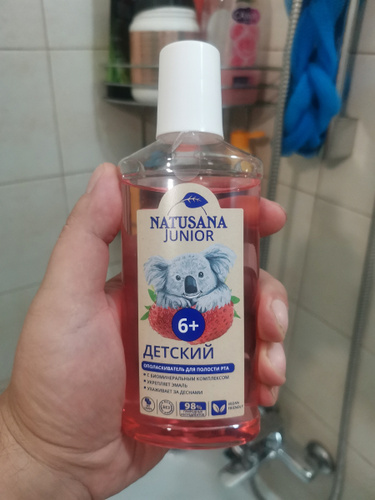 NATUSANA
JUNIOR
6+
ДЕТСКИЙ
ОПОЛАСКИВАТЕЛЬ ДЛЯ ПОЛОСТИ РТА
• С БИОМИНЕРАЛЬНЫМ КОМПЛЕКСОМ
• УКРЕПЛЯЕТ ЭМАЛЬ
• УХАЖИВАЕТ ЗА ДЕСНАМИ
98%